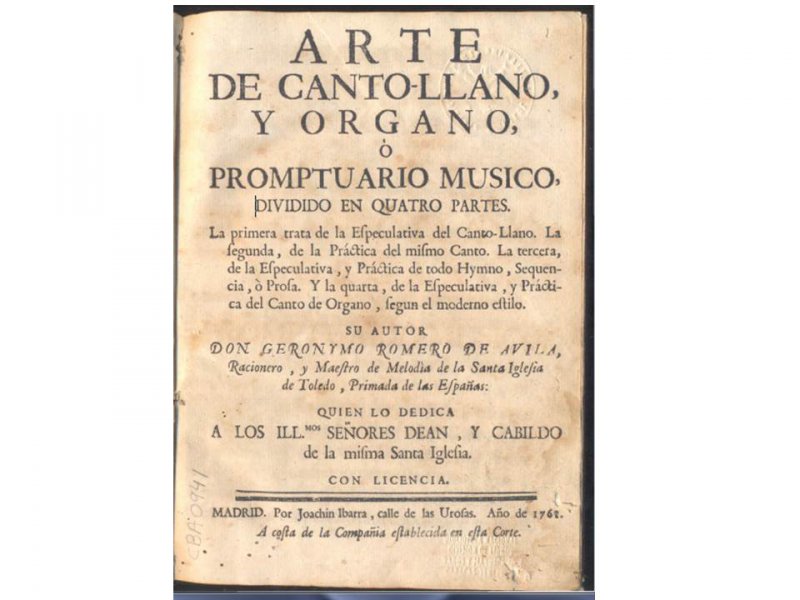 ARTE
DE CANTO-LLANO,
Y ORGANO,
ò
PROMPTUARIO MUSICO,
DIVIDIDO EN QUATRO PARTES.
La primera trata de la Eſpeculativa del Canto-Llano. La
ſegunda, de la Práctica del miſmo Canto. La tercera,
de la Eſpeculativa, y Práctica de todo Hymno, Sequen-
cia, ò Proſa. Y la quarta, de la Eſpeculativa, y Prácti-
ca del Canto de Organo, ſegun el moderno eſtilo.
SU AUTOR
DON GERONYMO ROMERO DE AVILA,
Racionero, y Maeſtro de Melodìa de la Santa Igleſia
de Toledo, Primada de las Eſpañas:
QUIEN LO DEDICA
A LOS ILL.MOS SEÑORES DEAN, Y CABILDO
de la miſma Santa Igleſia.
CON LICENCIA.
MADRID. Por Joachin Ibarra, calle de las Uroſas. Año de
A coſta de la Compañia eſtablecida en eſta Corte.
CBA:0941